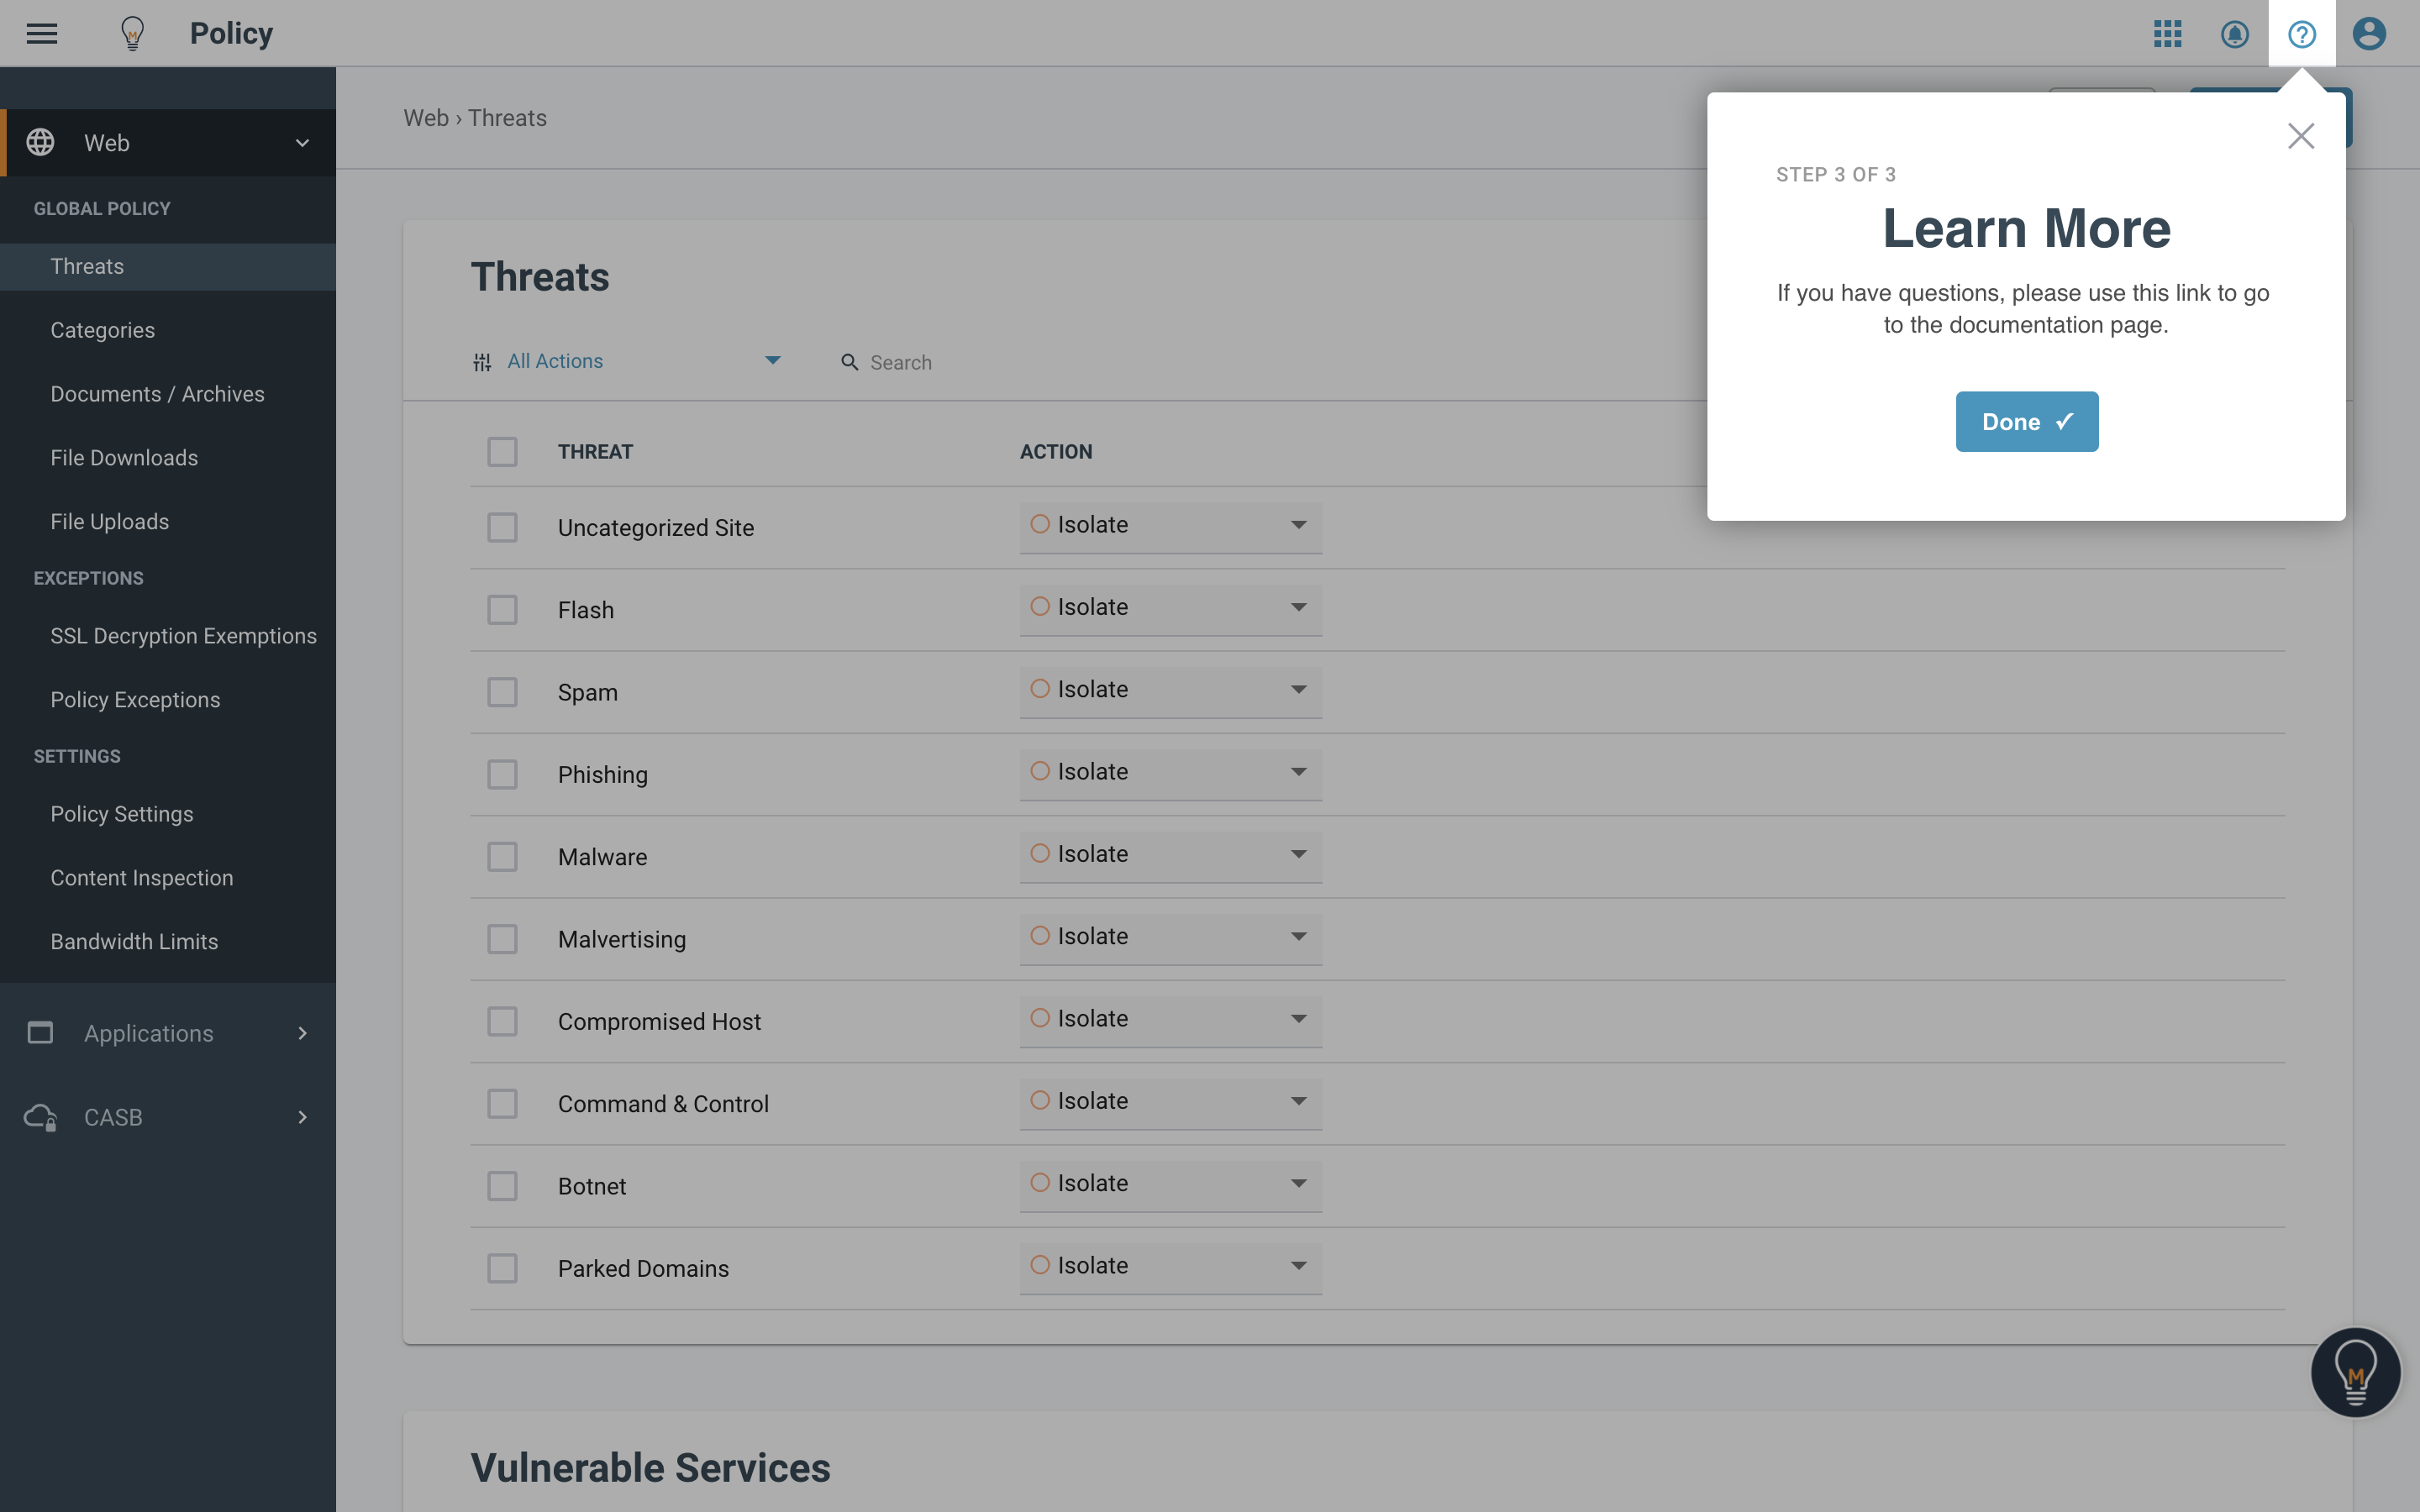 Policy
Web
GLOBAL POLICY
Threats
Categories
Documents / Archives
File Downloads
File Uploads
EXCEPTIONS
SSL Decryption Exemptions
Policy Exceptions
SETTINGS
Policy Settings
Content Inspection
Bandwidth Limits
Applications
CASB
Web › Threats
STEP 3 OF 3
Learn More
If you have questions, please use this link to go
to the documentation page.
Done ✓
Threats
All Actions
Search
THREAT ACTION
Uncategorized Site Isolate
Flash Isolate
Spam Isolate
Phishing Isolate
Malware Isolate
Malvertising Isolate
Compromised Host Isolate
Command & Control Isolate
Botnet Isolate
Parked Domains Isolate
M
Vulnerable Services